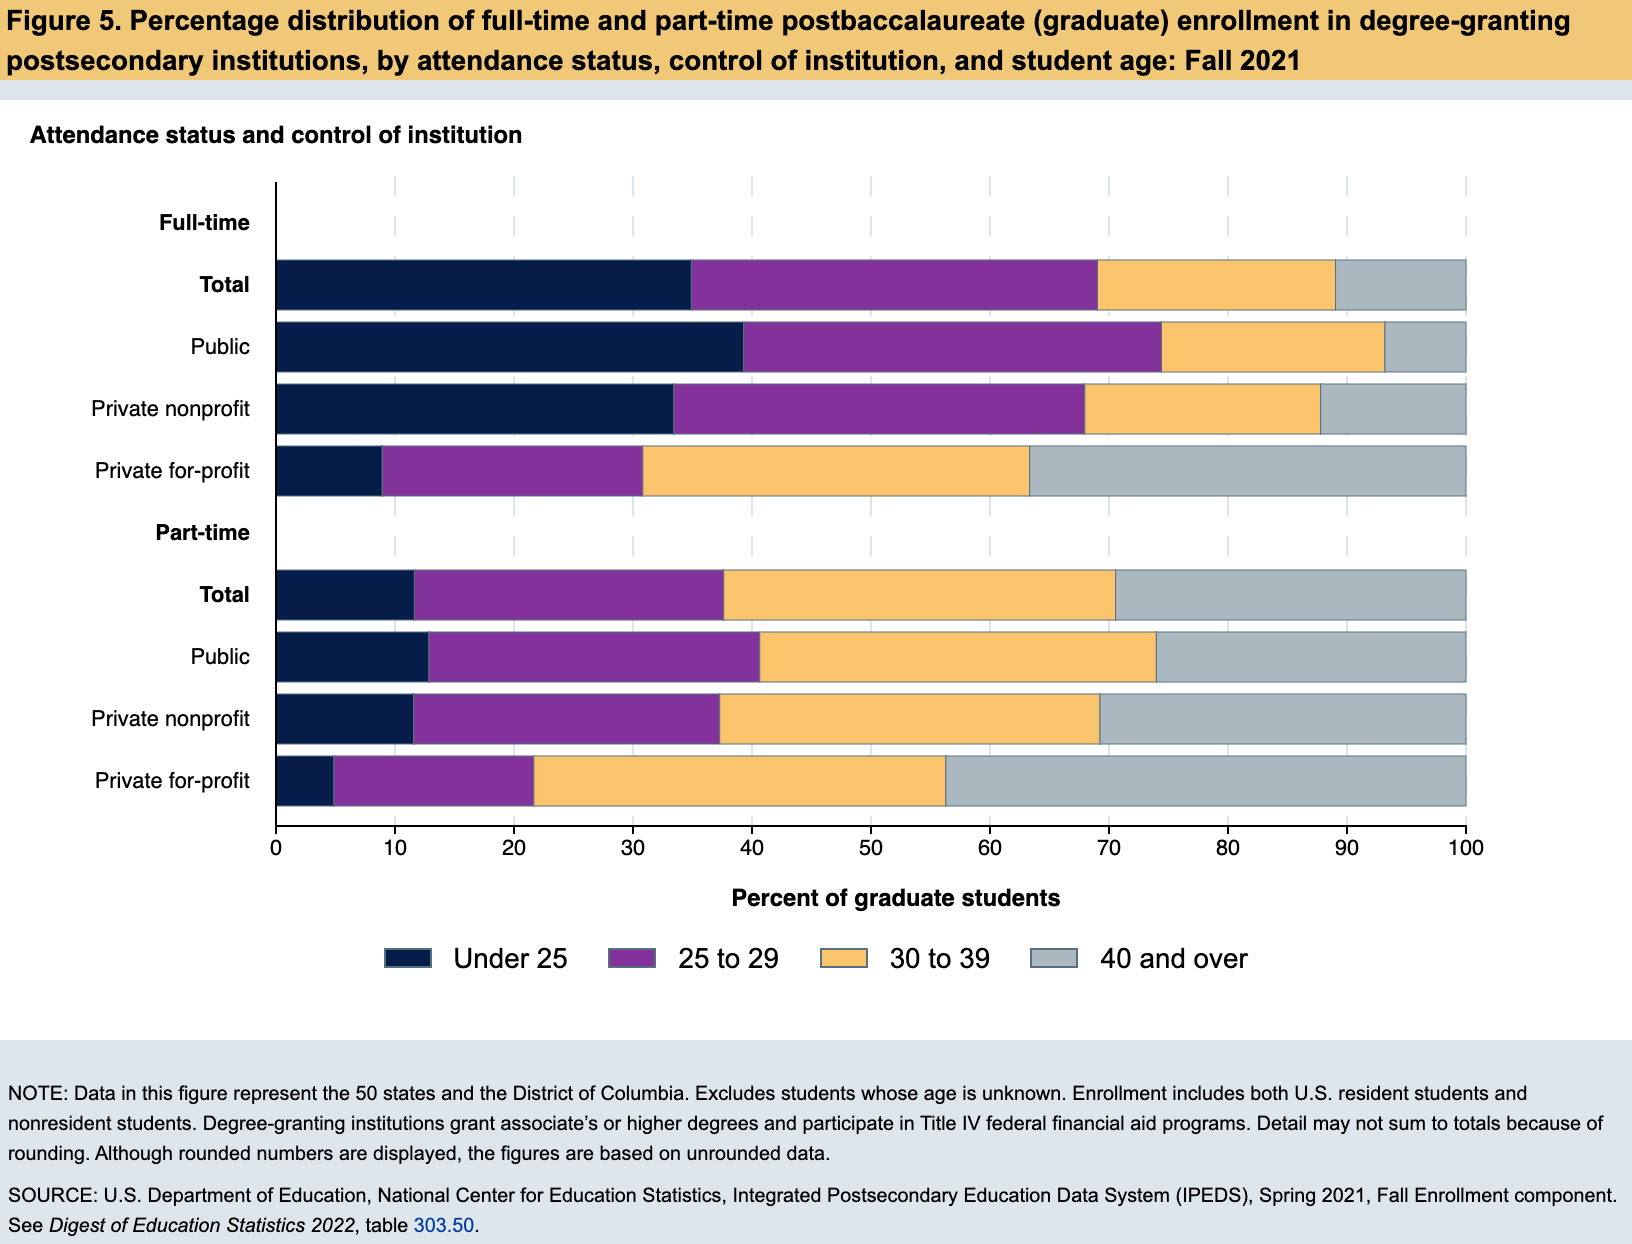 Figure 5. Percentage distribution of full-time and part-time postbaccalaureate (graduate) enrollment in degree-granting
postsecondary institutions, by attendance status, control of institution, and student age: Fall 2021
Attendance status and control of institution
Full-time
Total
Public
Private nonprofit
Private for-profit
Part-time
Total
Public
Private nonprofit
Private for-profit
0 10 20 30 40 50 60 70 80 90 100
Percent of graduate students
Under 25 25 to 29 30 to 39 40 and over
NOTE: Data in this figure represent the 50 states and the District of Columbia. Excludes students whose age is unknown. Enrollment includes both U.S. resident students and
nonresident students. Degree-granting institutions grant associate’s or higher degrees and participate in Title IV federal financial aid programs. Detail may not sum to totals because of
rounding. Although rounded numbers are displayed, the figures are based on unrounded data.
SOURCE: U.S. Department of Education, National Center for Education Statistics, Integrated Postsecondary Education Data System (IPEDS), Spring 2021, Fall Enrollment component.
See Digest of Education Statistics 2022, table 303.50.